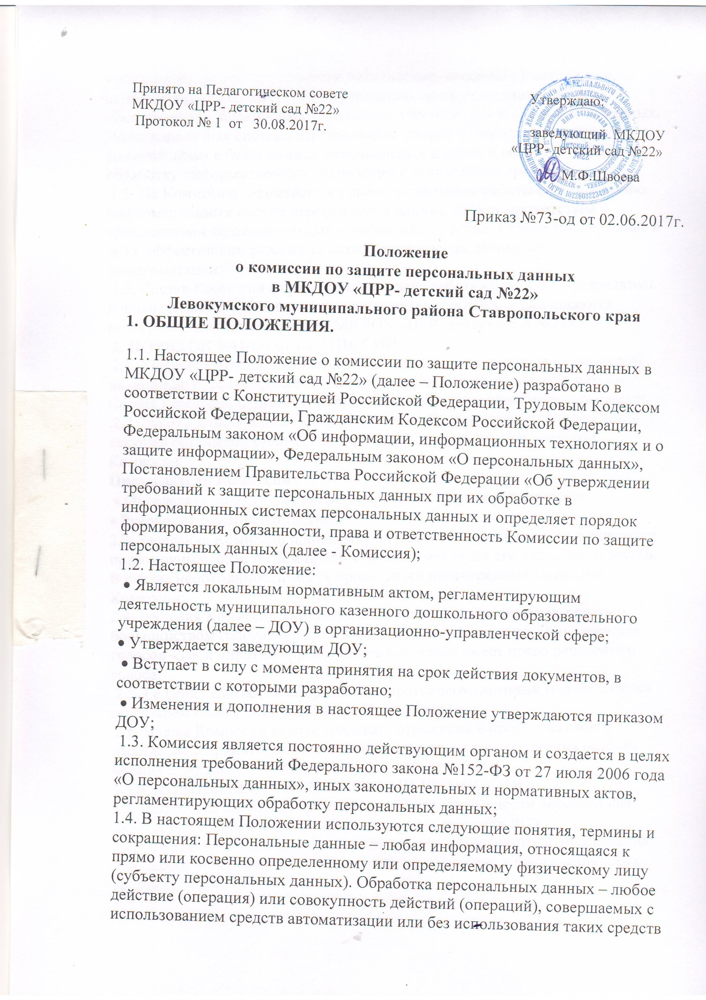 Принято на Педагогическом совете
МКДОУ «ЦРР- детский сад №22»
Протокол № 1 от 30.08.2017г.
Утверждаю:
заведующий МКДОУ
«ЦРР- детский сад №22»
М.Ф.Швоева
ИНН 2613007489
МКДОУ "ЦРР-
Детский сад
№22"
ОГРН 1022603223499
Приказ №73-од от 02.06.2017г.
Положение
о комиссии по защите персональных данных
в МКДОУ «ЦРР- детский сад №22»
Левокумского муниципального района Ставропольского края
1. ОБЩИЕ ПОЛОЖЕНИЯ.
1.1. Настоящее Положение о комиссии по защите персональных данных в
МКДОУ «ЦРР- детский сад №22» (далее – Положение) разработано в
соответствии с Конституцией Российской Федерации, Трудовым Кодексом
Российской Федерации, Гражданским Кодексом Российской Федерации,
Федеральным законом «Об информации, информационных технологиях и о
защите информации», Федеральным законом «О персональных данных»,
Постановлением Правительства Российской Федерации «Об утверждении
требований к защите персональных данных при их обработке в
информационных системах персональных данных и определяет порядок
формирования, обязанности, права и ответственность Комиссии по защите
персональных данных (далее - Комиссия);
1.2. Настоящее Положение:
• Является локальным нормативным актом, регламентирующим
деятельность муниципального казенного дошкольного образовательного
учреждения (далее – ДОУ) в организационно-управленческой сфере;
• Утверждается заведующим ДОУ;
• Вступает в силу с момента принятия на срок действия документов, в
соответствии с которыми разработано;
• Изменения и дополнения в настоящее Положение утверждаются приказом
ДОУ;
1.3. Комиссия является постоянно действующим органом и создается в целях
исполнения требований Федерального закона №152-ФЗ от 27 июля 2006 года
«О персональных данных», иных законодательных и нормативных актов,
регламентирующих обработку персональных данных;
1.4. В настоящем Положении используются следующие понятия, термины и
сокращения: Персональные данные – любая информация, относящаяся к
прямо или косвенно определенному или определяемому физическому лицу
(субъекту персональных данных). Обработка персональных данных – любое
действие (операция) или совокупность действий (операций), совершаемых с
использованием средств автоматизации или без использования таких средств